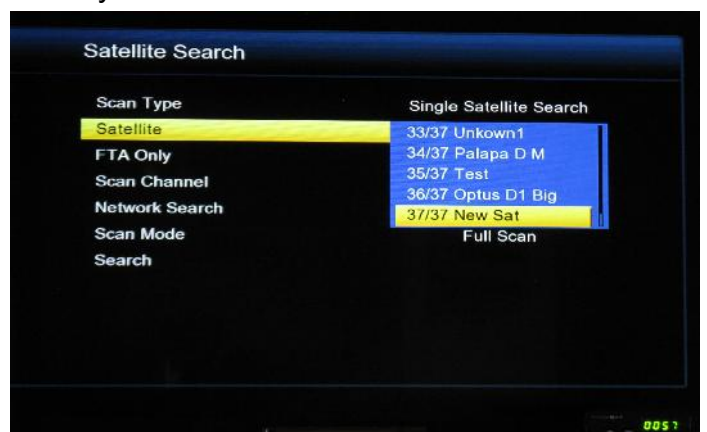 Satellite Search
Scan Type
Single Satellite Search
Satellite
33/37 Unkown1
FTA Only
34/37 Palapa D M
Scan Channel
35/37 Test
36/37 Optus D1 Big
Network Search
37/37 New Sat
Scan Mode
Full Scan
Search